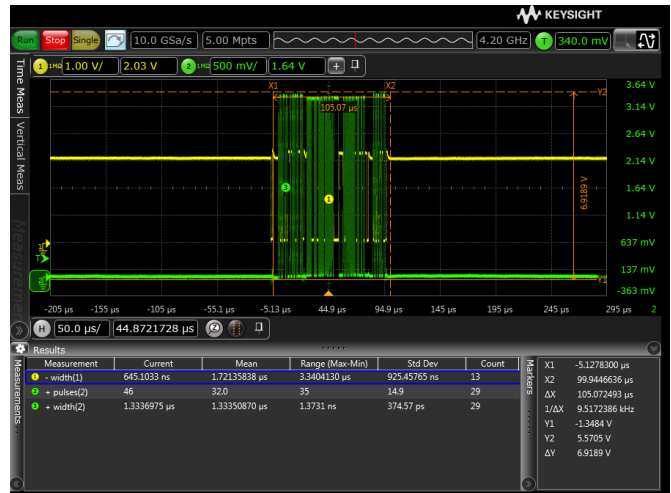 KEYSIGHT
Run Stop Single 10.0 GSa/s 5.00 Mpts 4.20 GHz T 340.0 mV
1 1MΩ 1.00 V/ 2.03 V 2 1MΩ 500 mV/ 1.64 V +
Time Meas
Vertical Meas
Measurements
X1 X2
105.07 µs
Y2
6.9189 V
Y1
3
1
T
3.64 V
3.14 V
2.64 V
2.14 V
1.64 V
1.14 V
637 mV
137 mV
-363 mV
-205 µs -155 µs -105 µs -55.1 µs -5.13 µs 44.9 µs 94.9 µs 145 µs 195 µs 245 µs 295 µs 2
H 50.0 µs/ 44.8721728 µs
Results
Measurements
Measurement Current Mean Range (Max-Min) Std Dev Count
- width(1) 645.1033 ns 1.72135838 µs 3.3404130 µs 925.45765 ns 13
+ pulses(2) 46 32.0 35 14.9 29
+ width(2) 1.3336975 µs 1.33350870 µs 1.3731 ns 374.57 ps 29
Markers
X1 -5.1278300 µs
X2 99.9446636 µs
ΔX 105.072493 µs
1/ΔX 9.5172386 kHz
Y1 -1.3484 V
Y2 5.5705 V
ΔY 6.9189 V